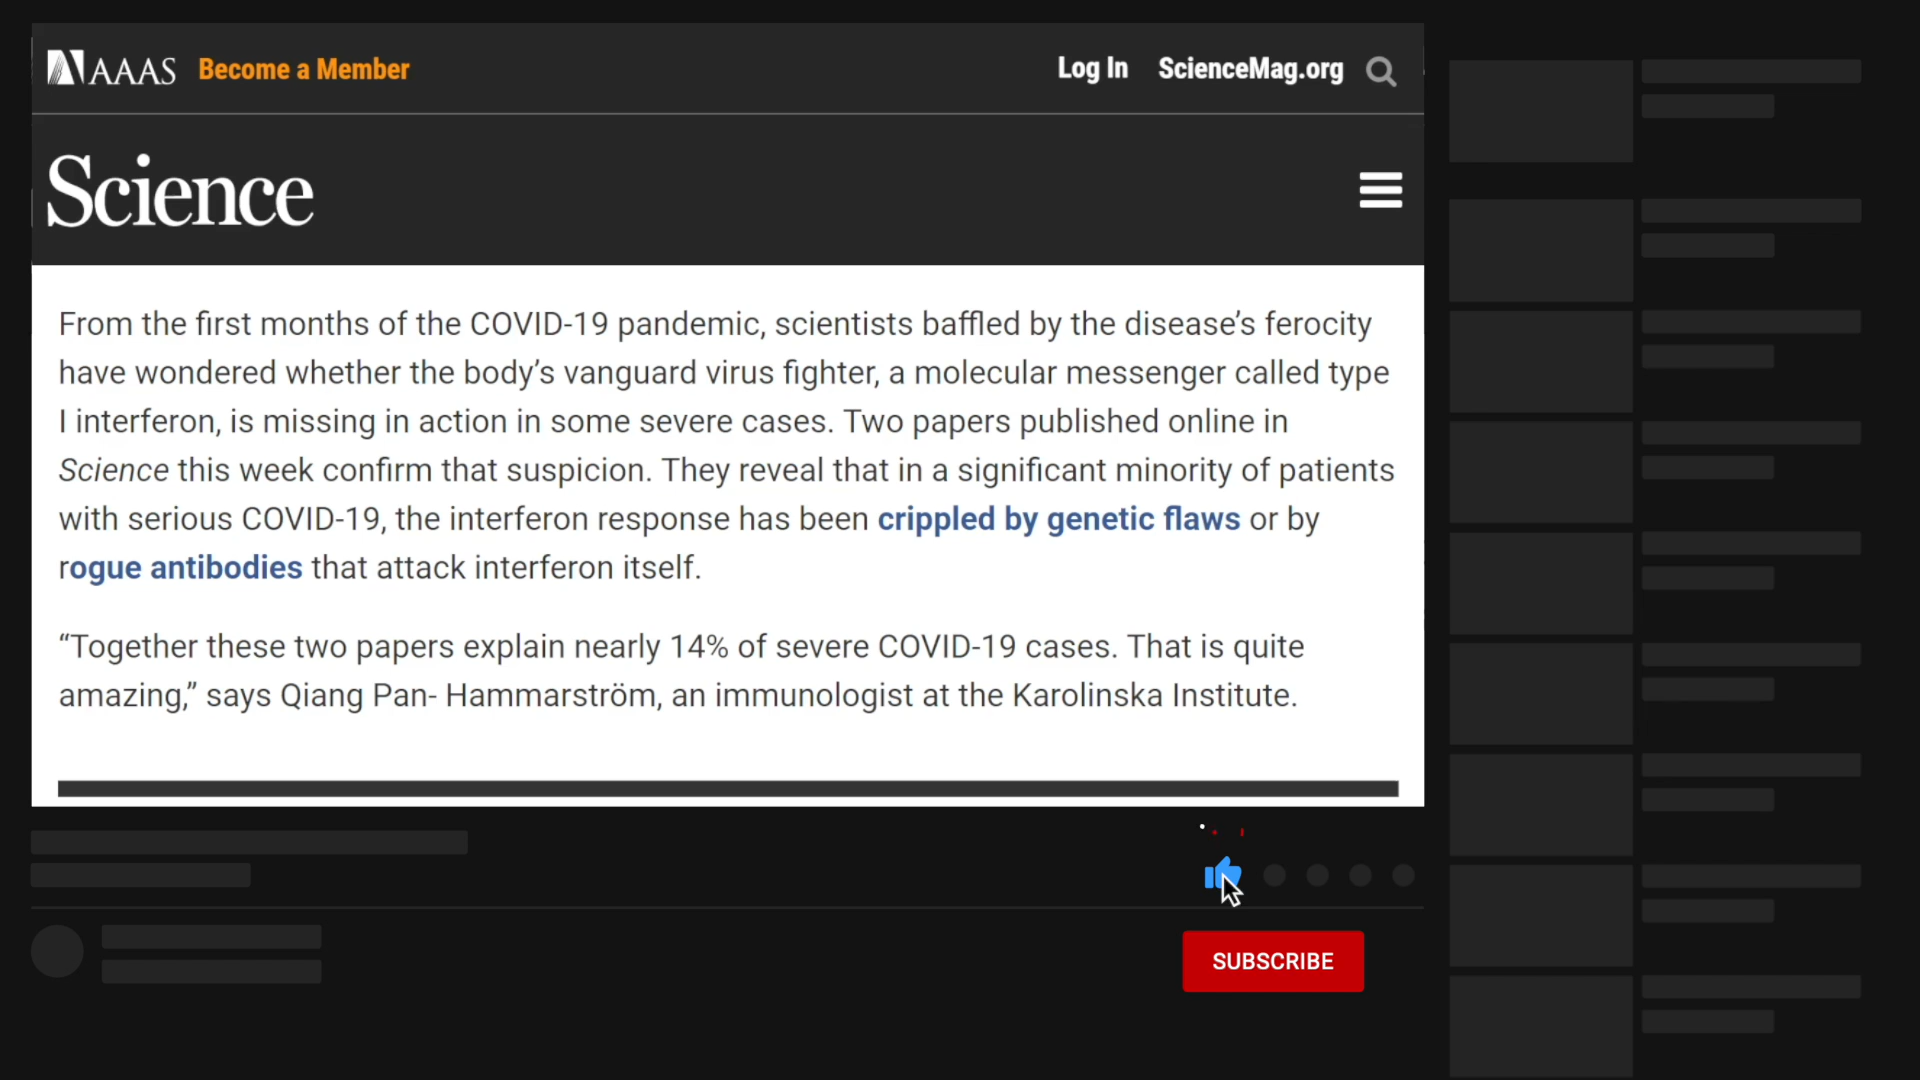 AAAS Become a Member Log In ScienceMag.org
Science
From the first months of the COVID-19 pandemic, scientists baffled by the disease’s ferocity
have wondered whether the body’s vanguard virus fighter, a molecular messenger called type
I interferon, is missing in action in some severe cases. Two papers published online in
Science this week confirm that suspicion. They reveal that in a significant minority of patients
with serious COVID-19, the interferon response has been crippled by genetic flaws or by
rogue antibodies that attack interferon itself.
“Together these two papers explain nearly 14% of severe COVID-19 cases. That is quite
amazing,” says Qiang Pan- Hammarström, an immunologist at the Karolinska Institute.
SUBSCRIBE